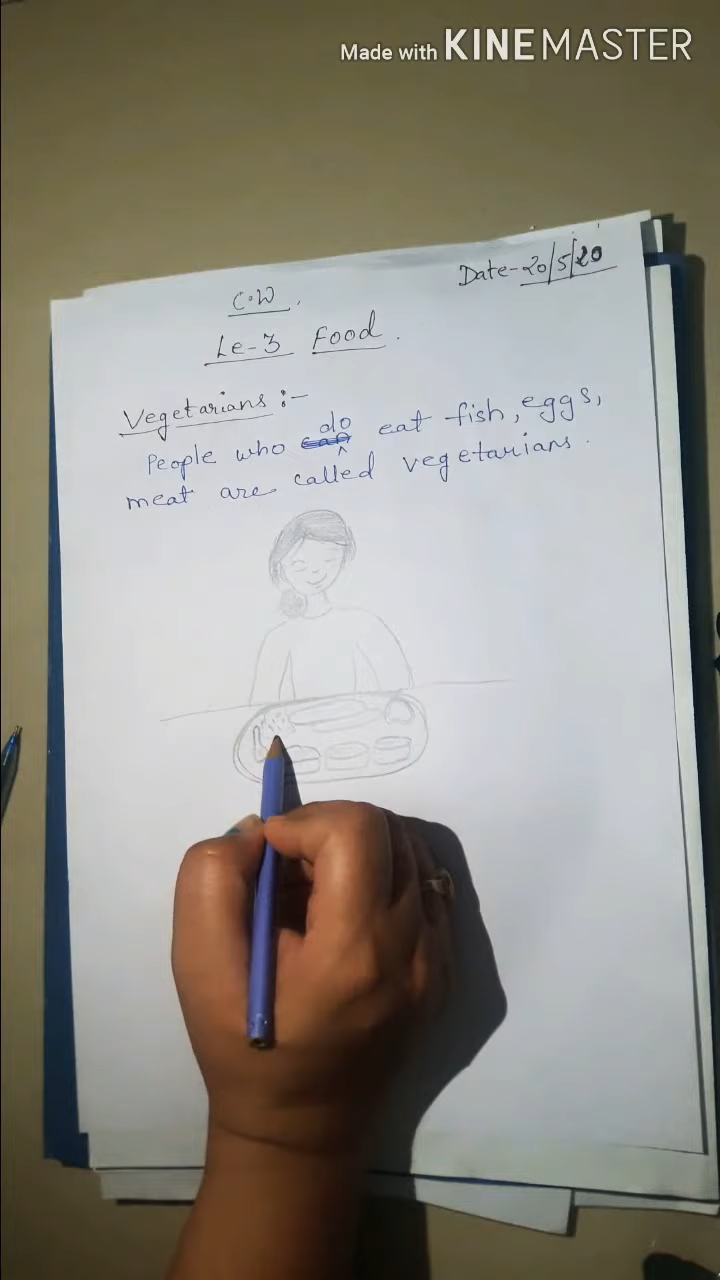 Made with KINEMASTER
Date-20/5/20
C.W.
Le-3 Food.
Vegetarians :-
People who do eat fish, eggs,
meat are called vegetarians.